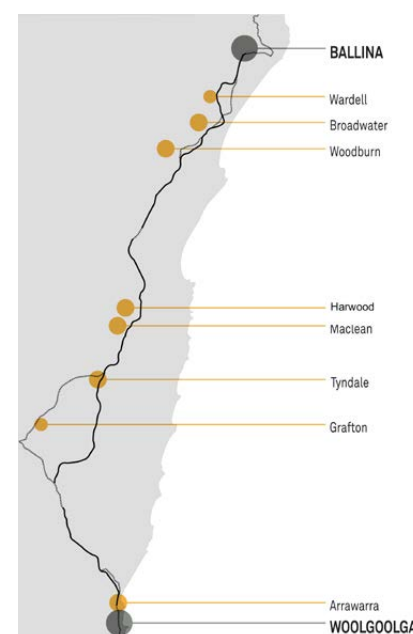 BALLINA
Wardell
Broadwater
Woodburn
Harwood
Maclean
Tyndale
Grafton
Arrawarra
WOOLGOOLGA